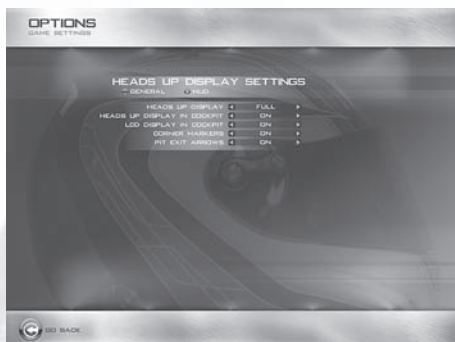 OPTIONS
GAME SETTINGS
HEADS UP DISPLAY SETTINGS
GENERAL HUD
HEADS UP DISPLAY FULL
HEADS UP DISPLAY IN COCKPIT ON
LCD DISPLAY IN COCKPIT ON
CORNER MARKERS ON
PIT EXIT ARROWS ON
GO BACK